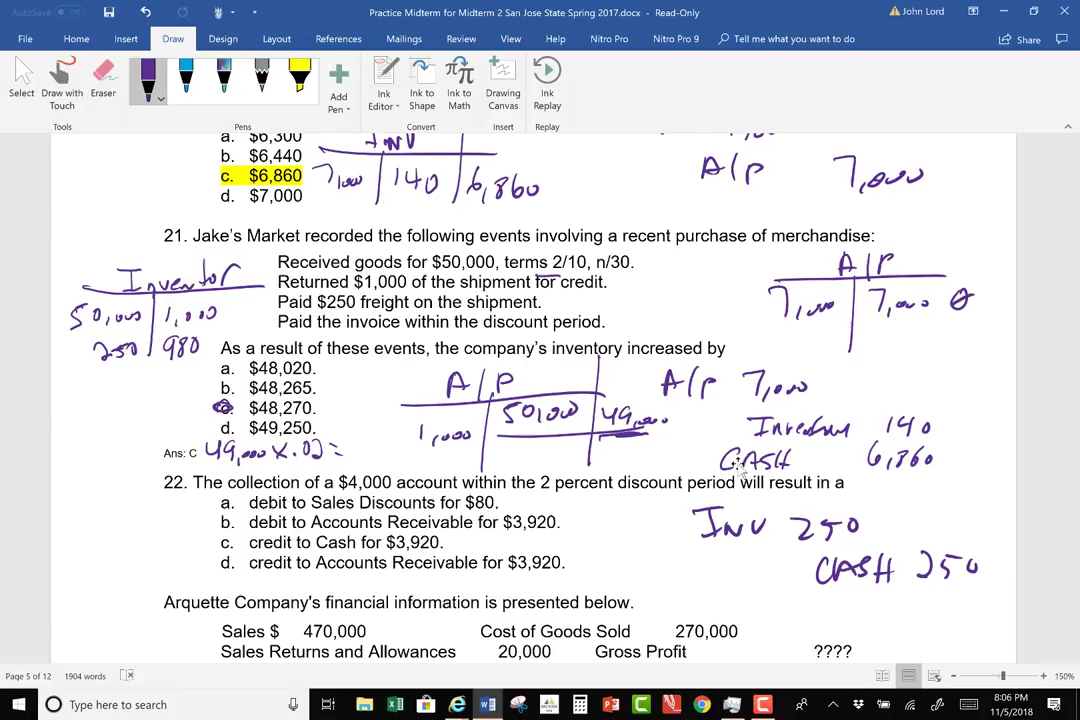 AutoSave Off
Practice Midterm for Midterm 2 San Jose State Spring 2017.docx - Read-Only
John Lord
File Home Insert Draw Design Layout References Mailings Review View Help Nitro Pro Nitro Pro 9 Tell me what you want to do Share
Select Draw with Touch Eraser Add Pen Ink Editor Ink to Shape Ink to Math Drawing Canvas Ink Replay
Tools Pens Convert Insert Replay
a. $6,300
INV
b. $6,440
A/P 7,000
c. $6,860
7,000 140 6,860
d. $7,000
21. Jake's Market recorded the following events involving a recent purchase of merchandise:
Received goods for $50,000, terms 2/10, n/30.
Returned $1,000 of the shipment for credit.
Paid $250 freight on the shipment.
Paid the invoice within the discount period.
Inventor
50,000 1,000
250 980
A/P
7,000 7,000 0
As a result of these events, the company's inventory increased by
a. $48,020.
b. $48,265.
c. $48,270.
d. $49,250.
A/P
50,000 49,000
1,000
A/P 7,000
Inventory 140
CASH 6,860
Ans: C 49,000 x .02 =
22. The collection of a $4,000 account within the 2 percent discount period will result in a
a. debit to Sales Discounts for $80.
b. debit to Accounts Receivable for $3,920.
c. credit to Cash for $3,920.
d. credit to Accounts Receivable for $3,920.
INV 250
CASH 250
Arquette Company's financial information is presented below.
Sales $ 470,000 Cost of Goods Sold 270,000
Sales Returns and Allowances 20,000 Gross Profit ????
Page 5 of 12 1904 words 150%
Type here to search
8:06 PM
11/5/2018